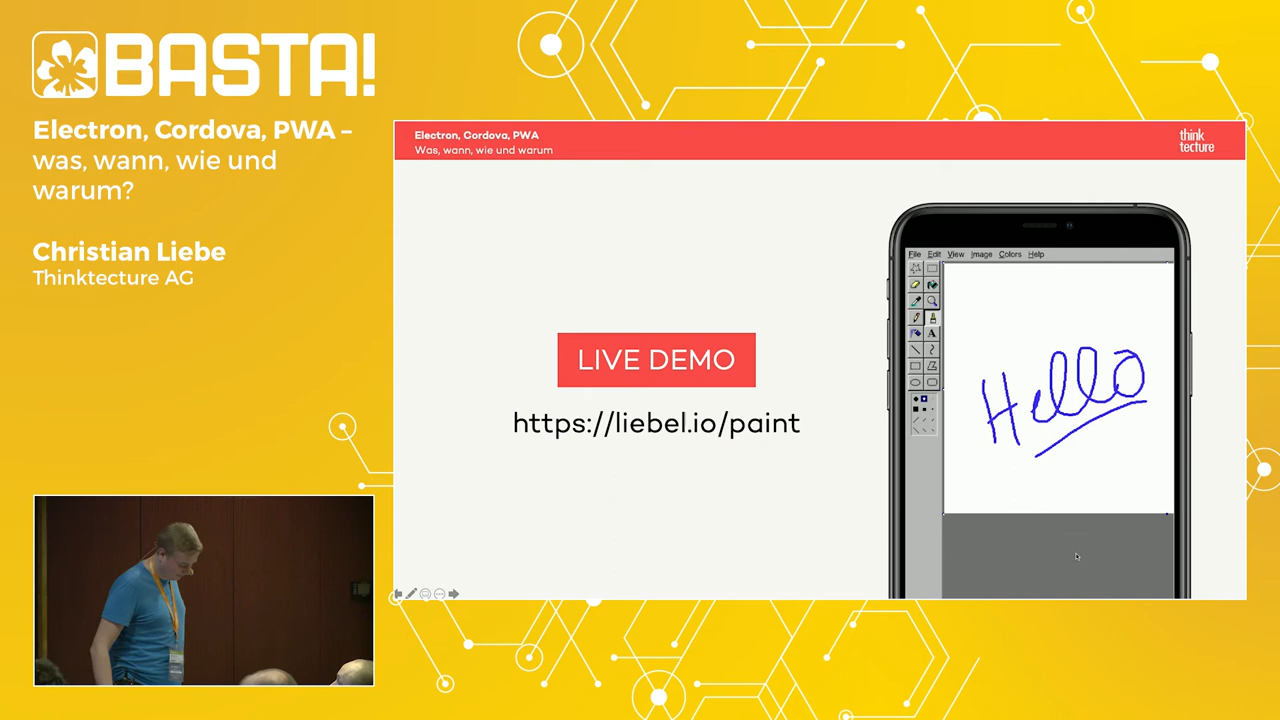 BASTA!
Electron, Cordova, PWA –
was, wann, wie und
warum?
Christian Liebe
Thinktecture AG
Electron, Cordova, PWA
Was, wann, wie und warum
think
tecture
LIVE DEMO
https://liebel.io/paint
File Edit View Image Colors Help
A
Hello